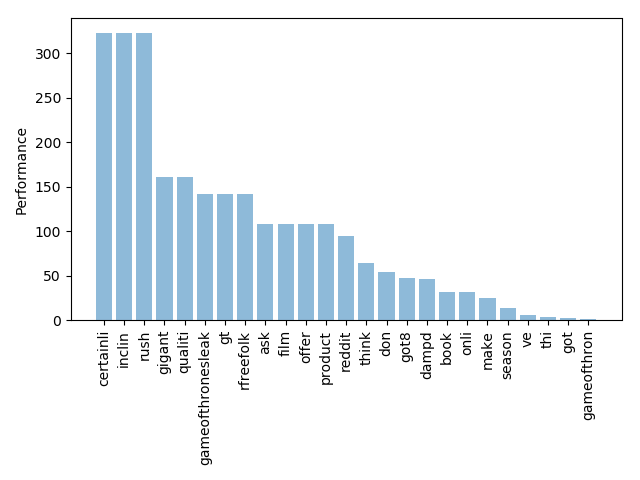 Performance
300
250
200
150
100
50
0
certainli
inclin
rush
gigant
qualiti
gameofthronesleak
gt
rfreefolk
ask
film
offer
product
reddit
think
don
got8
dampd
book
onli
make
season
ve
thi
got
gameofthron